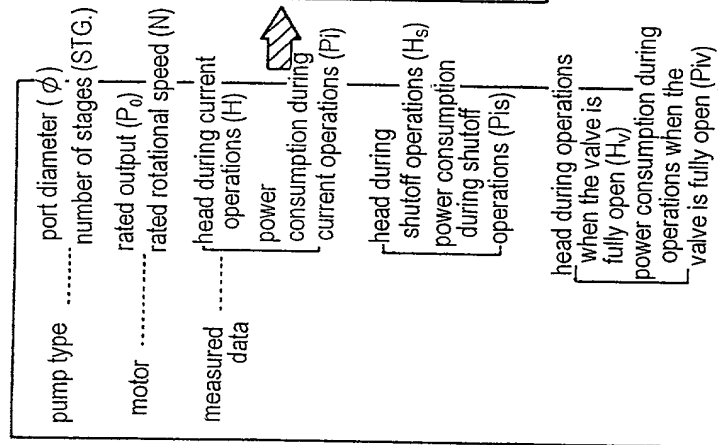 pump type ........ port diameter (ϕ)
number of stages (STG.)
motor ............ rated output (P₀)
rated rotational speed (N)
measured
data ........
head during current
operations (H)
power
consumption during
current operations (Pi)
head during
shutoff operations (Hs)
power consumption
during shutoff
operations (Pis)
head during operations
when the valve is
fully open (Hv)
power consumption during
operations when the
valve is fully open (Piv)